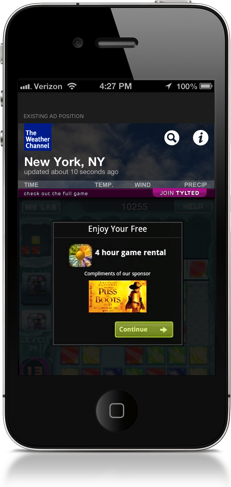 Verizon 4:27 PM 100%
EXISTING AD POSITION
The
Weather
Channel
New York, NY
updated about 10 seconds ago
TIME TEMP. WIND PRECIP
check out the full game JOIN TYLTED
10255
Enjoy Your Free
4 hour game rental
Compliments of our sponsor
PUSS
BOOTS
Continue
13